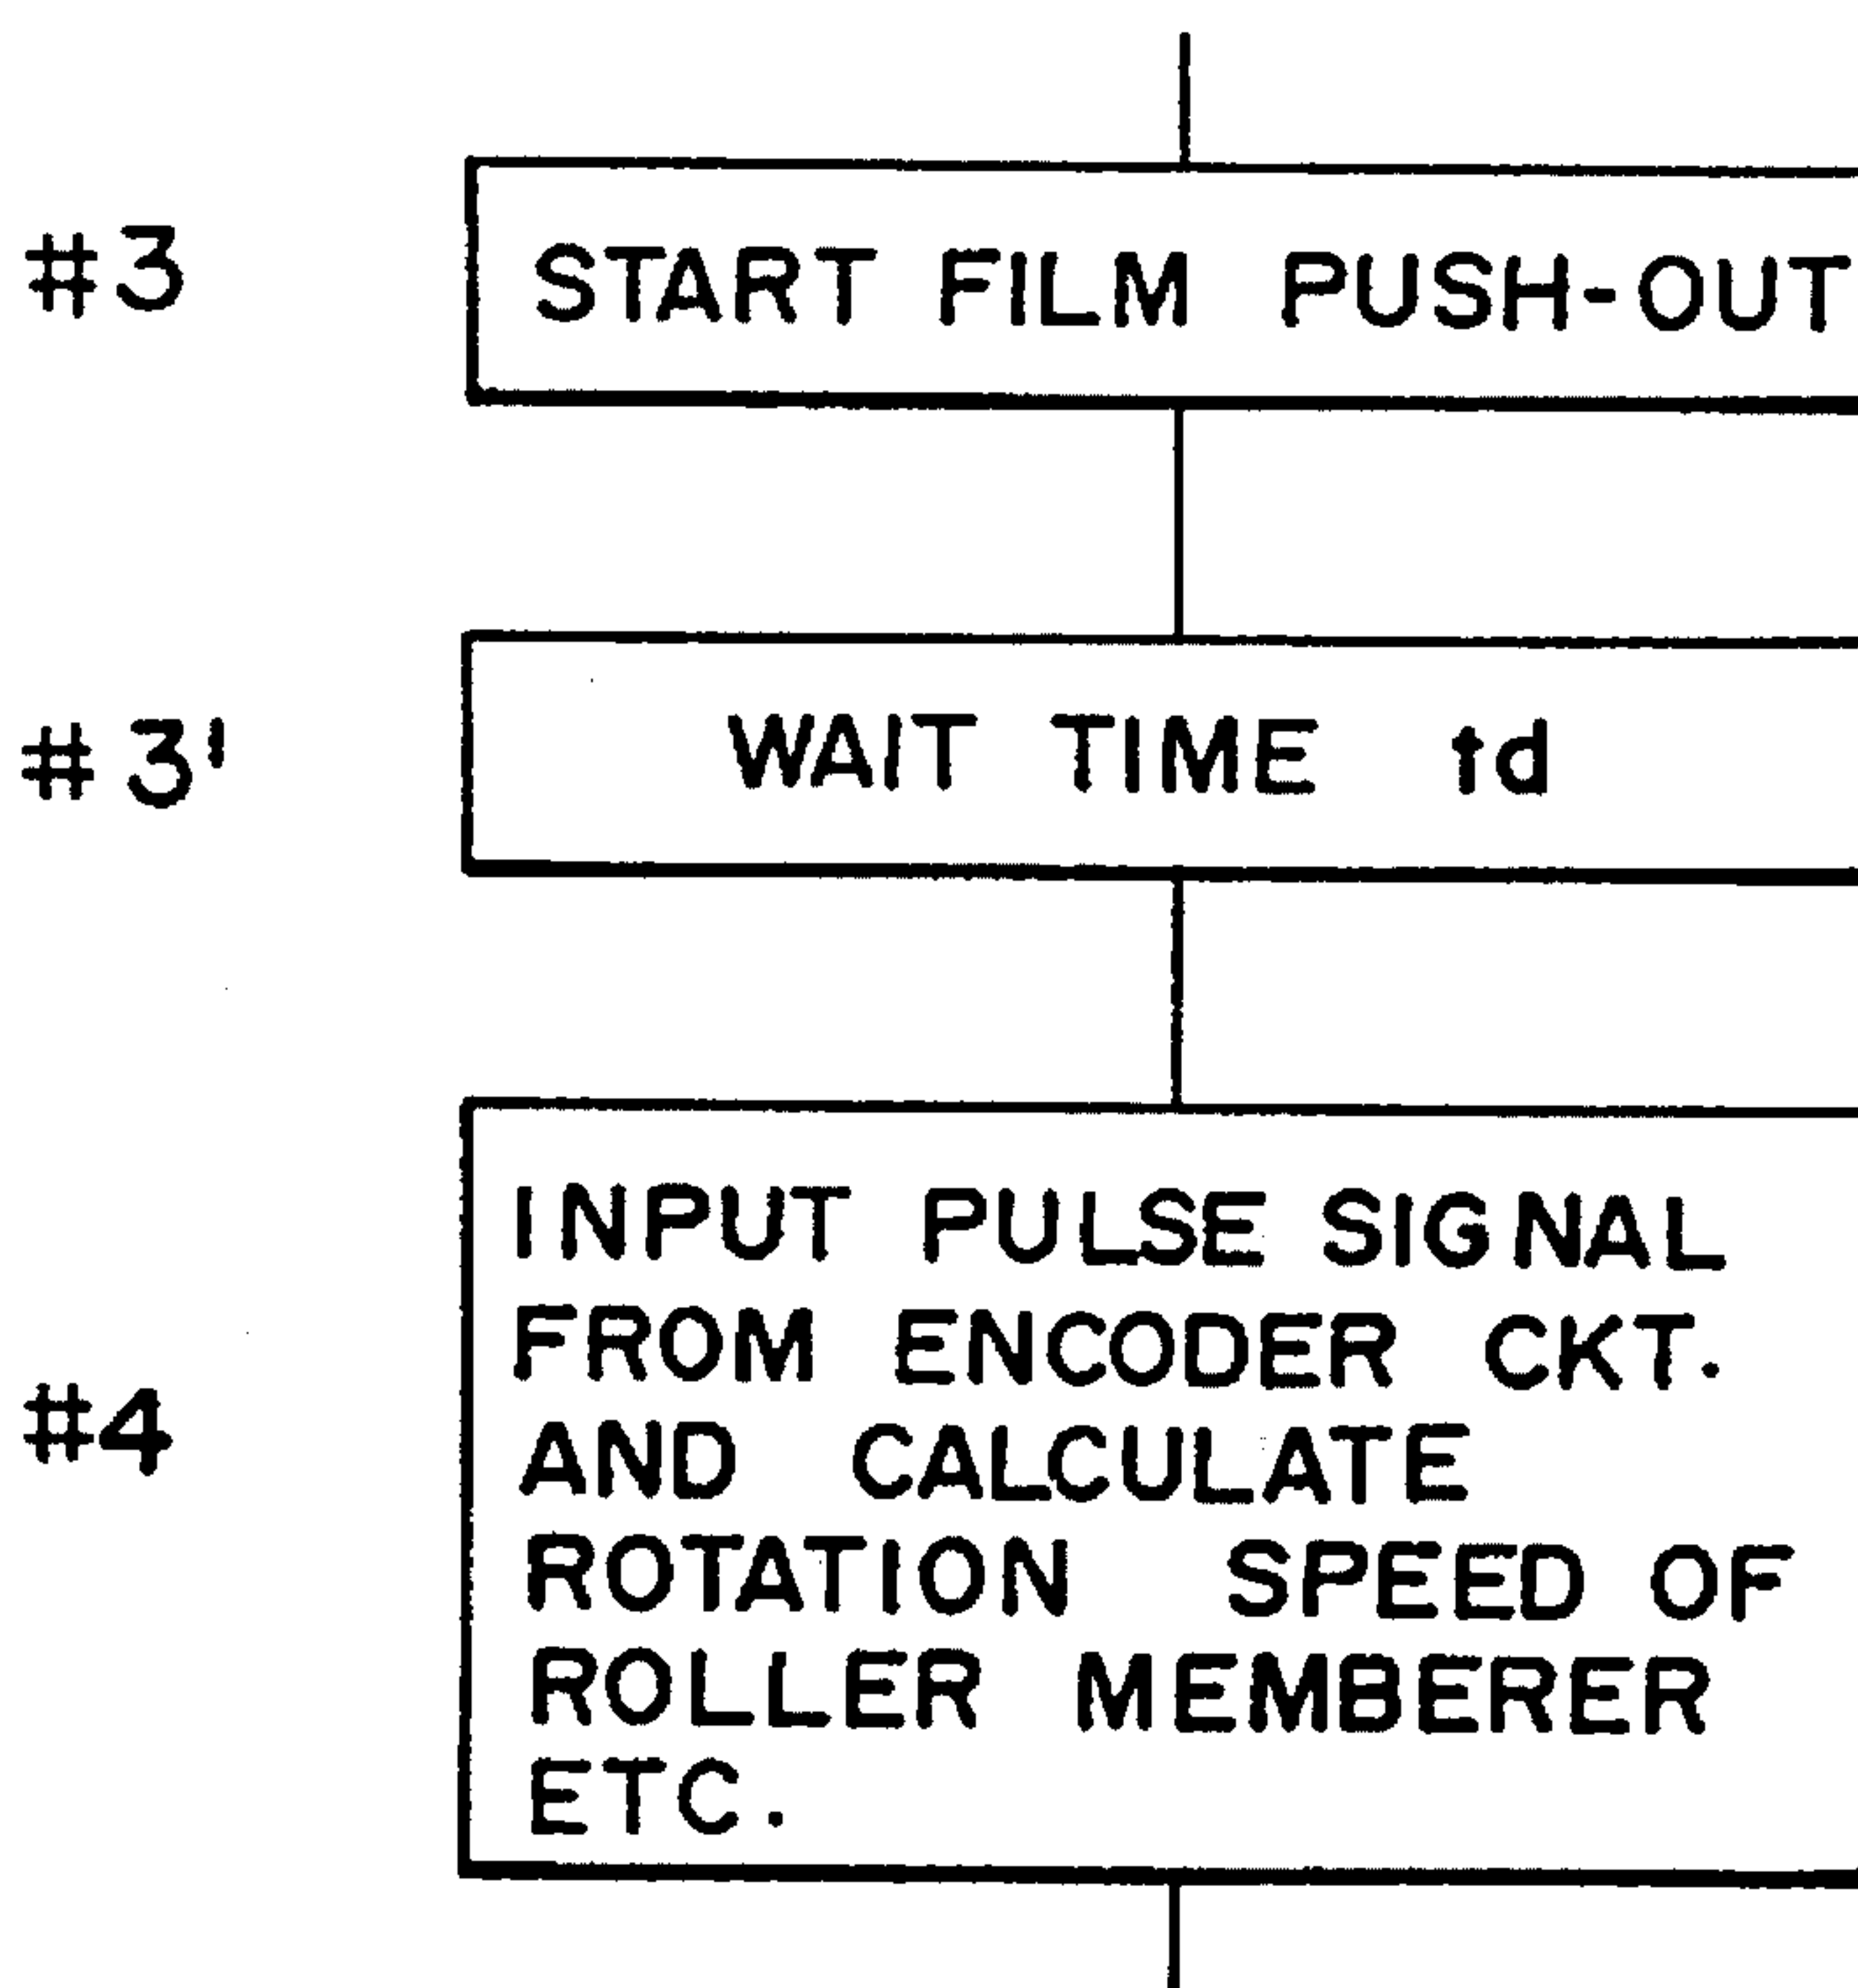 #3 START FILM PUSH-OUT
#3' WAIT TIME td
INPUT PULSE SIGNAL
FROM ENCODER CKT.
#4 AND CALCULATE
ROTATION SPEED OF
ROLLER MEMBERER
ETC.